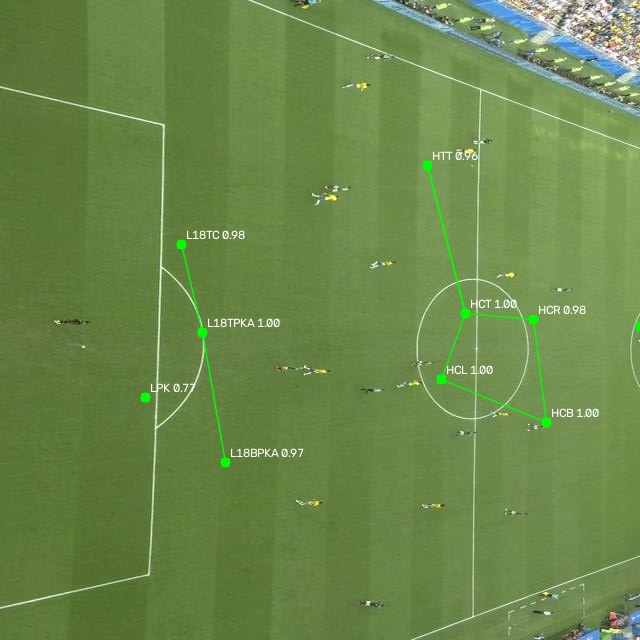 HTT 0.96
L18TC 0.98
HCT 1.00
HCR 0.98
L18TPKA 1.00
HCL 1.00
LPK 0.77
HCB 1.00
L18BPKA 0.97